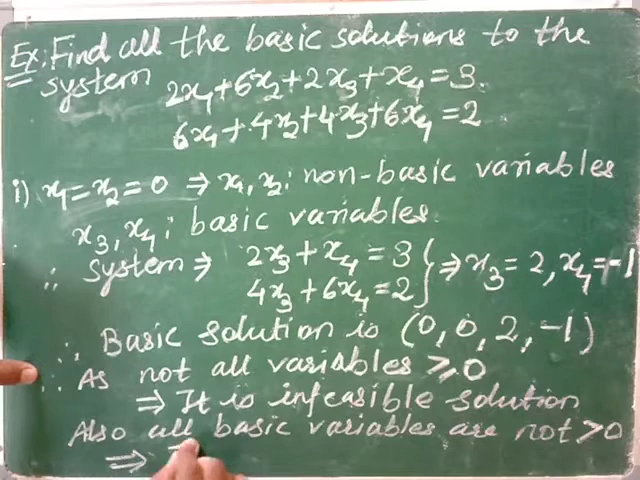 Ex: Find all the basic solutions to the
system 2x₁+6x₂+2x₃+x₄=3.
6x₁+4x₂+4x₃+6x₄=2
i) x₁=x₂=0 ⇒ x₁, x₂: non-basic variables
x₃, x₄: basic variables.
∴ System ⇒ 2x₃+x₄=3
4x₃+6x₄=2 } ⇒ x₃=2, x₄=-1
∴ Basic solution is (0, 0, 2, -1)
∴ As not all variables ≥0
⇒ It is infeasible solution
Also all basic variables are not >0
⇒